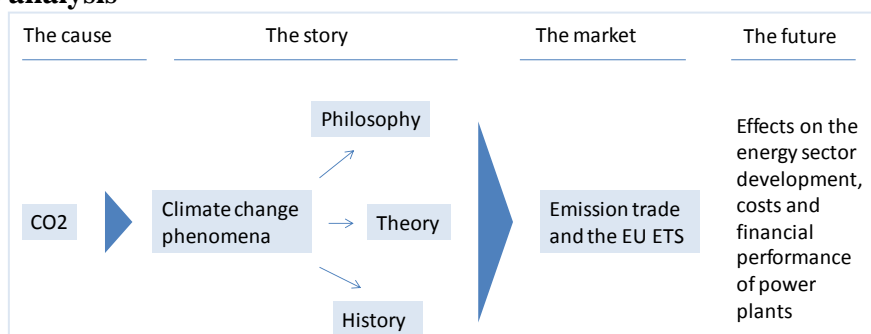 analysis
The cause
The story
The market
The future
Philosophy
CO2
Climate change
phenomena
Theory
History
Emission trade
and the EU ETS
Effects on the
energy sector
development,
costs and
financial
performance
of power
plants